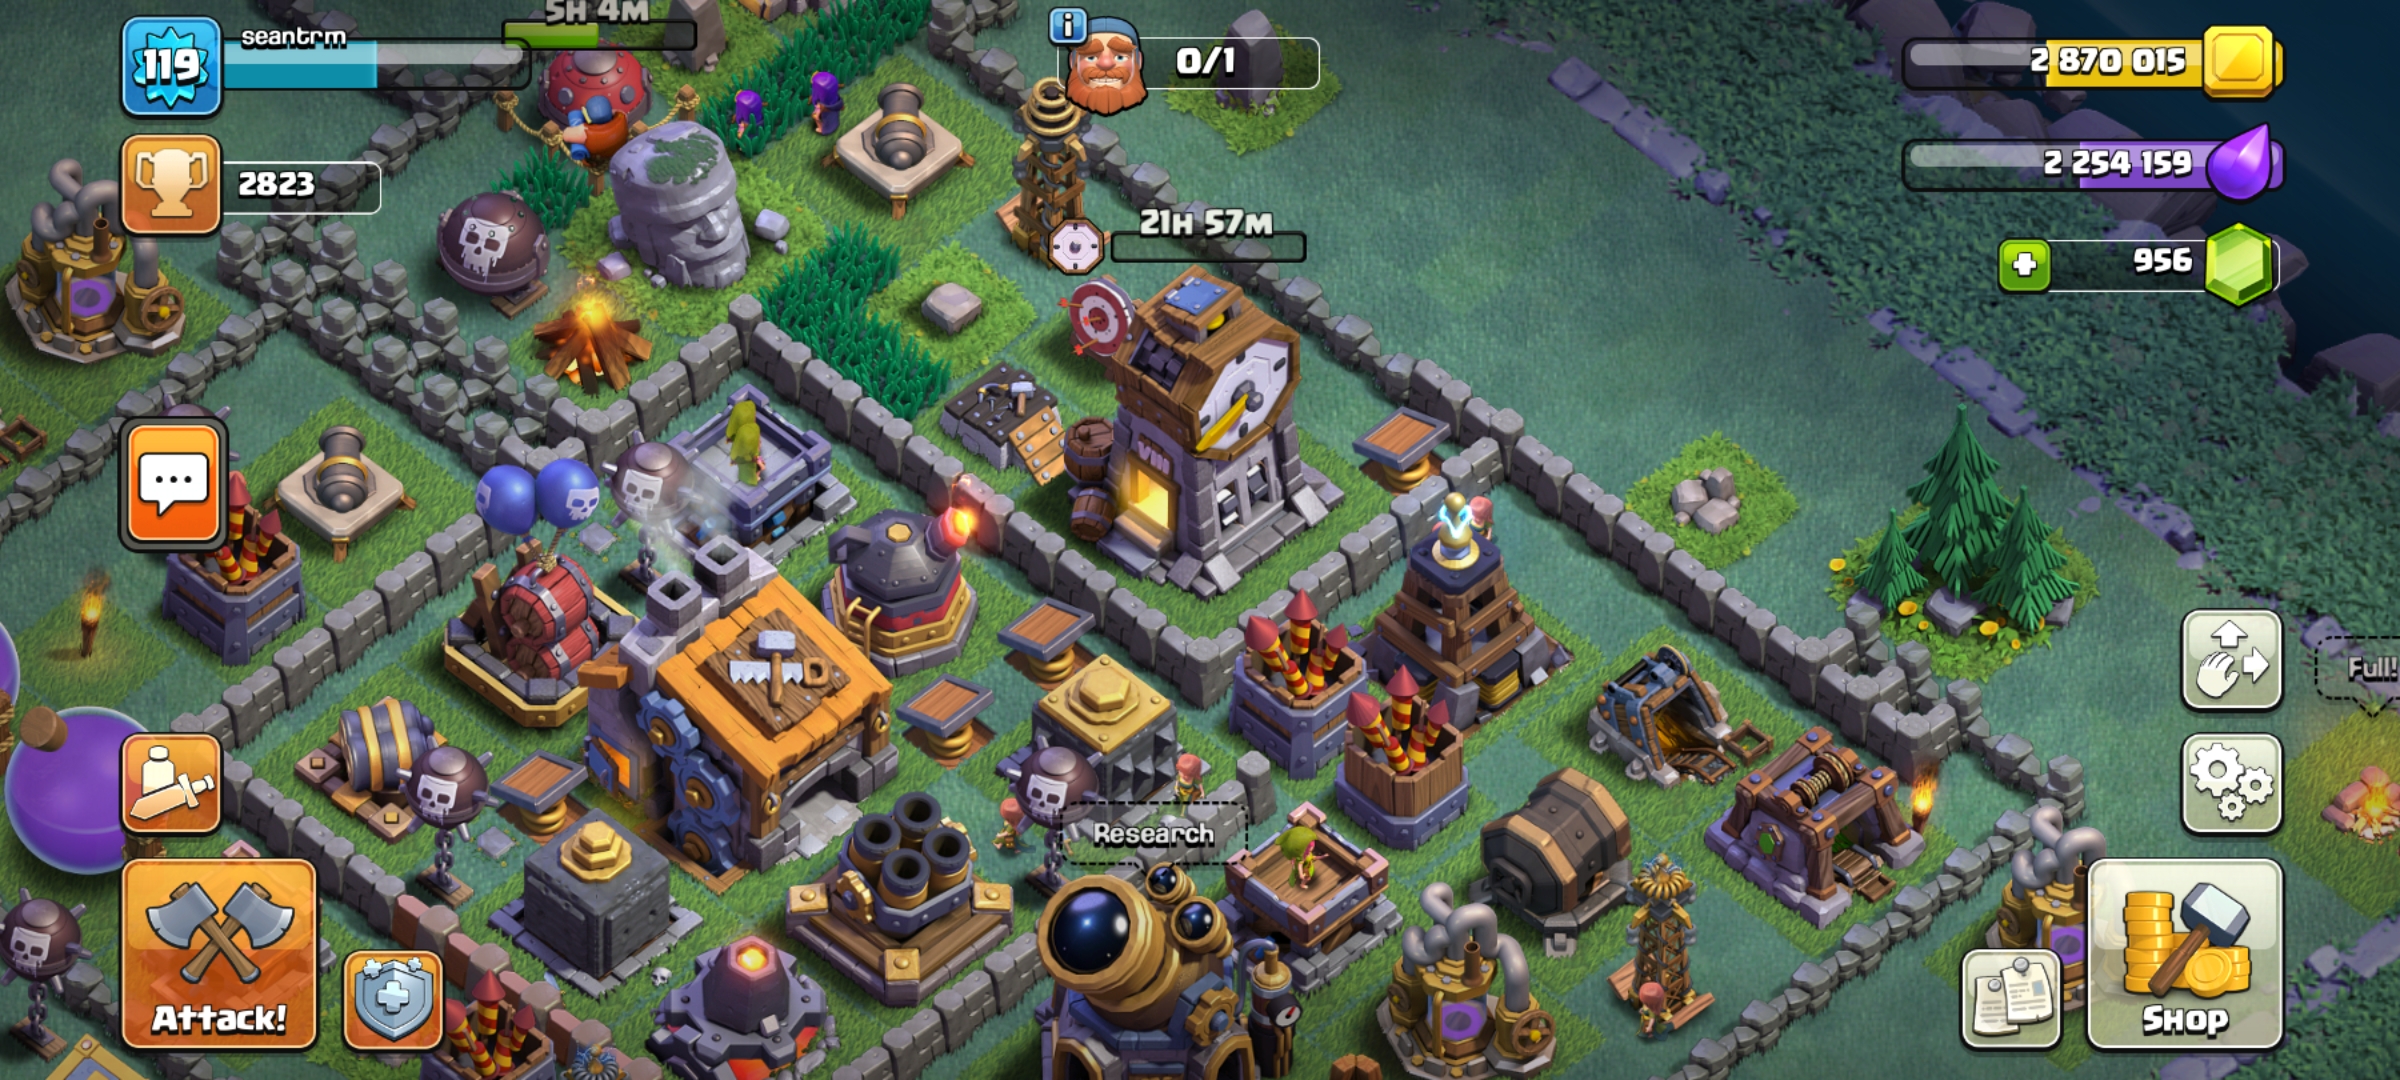 5H 4M
119
seantrm
0/1
2 870 015
2823
2 254 159
21H 57M
956
VIII
Full!
Research
Attack!
Shop